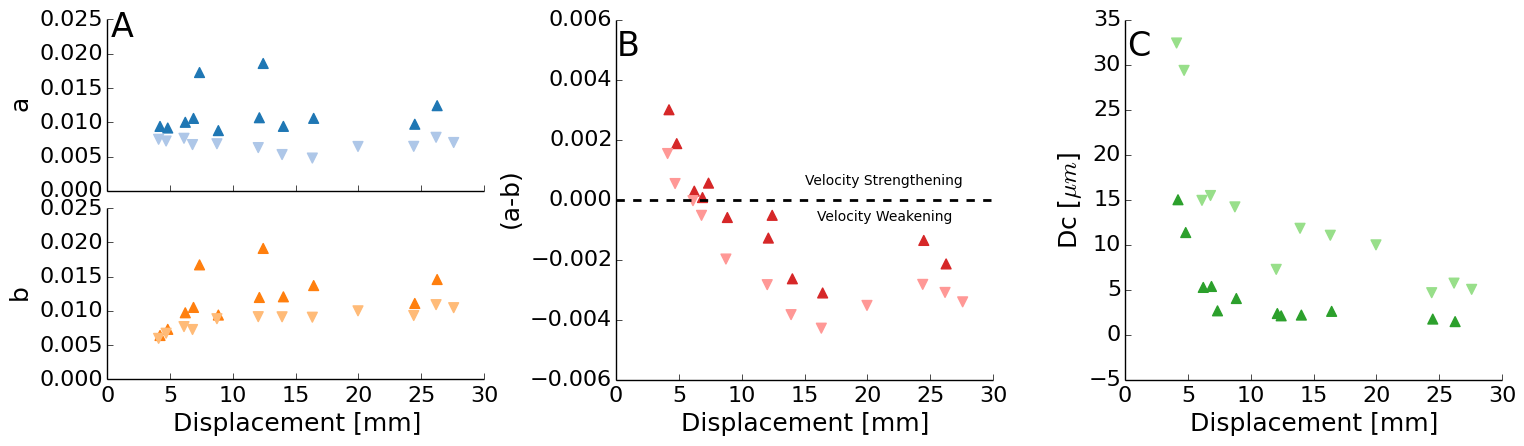 A
0.025
0.020
0.015
0.010
0.005
0.000
a
0.025
0.020
0.015
0.010
0.005
0.000
b
0 5 10 15 20 25 30
Displacement [mm]
B
0.006
0.004
0.002
0.000
−0.002
−0.004
−0.006
(a-b)
Velocity Strengthening
Velocity Weakening
0 5 10 15 20 25 30
Displacement [mm]
C
35
30
25
20
15
10
5
0
−5
Dc [μm]
0 5 10 15 20 25 30
Displacement [mm]